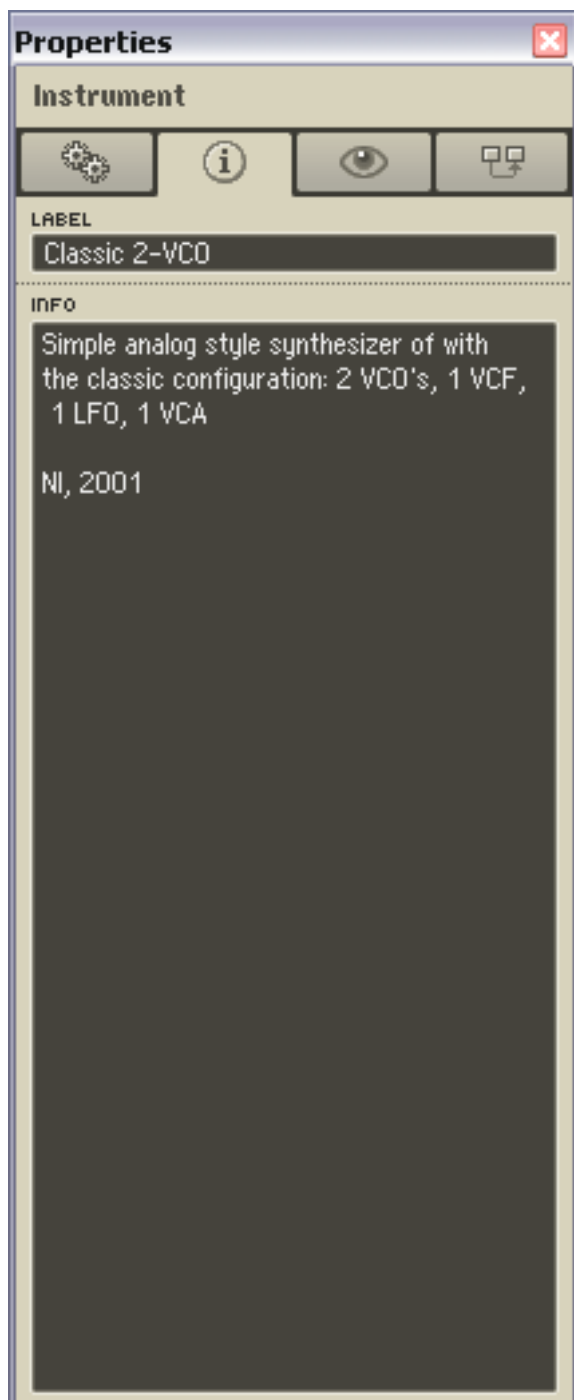 Properties
Instrument
LABEL
Classic 2-VCO
INFO
Simple analog style synthesizer of with
the classic configuration: 2 VCO's, 1 VCF,
1 LFO, 1 VCA
NI, 2001